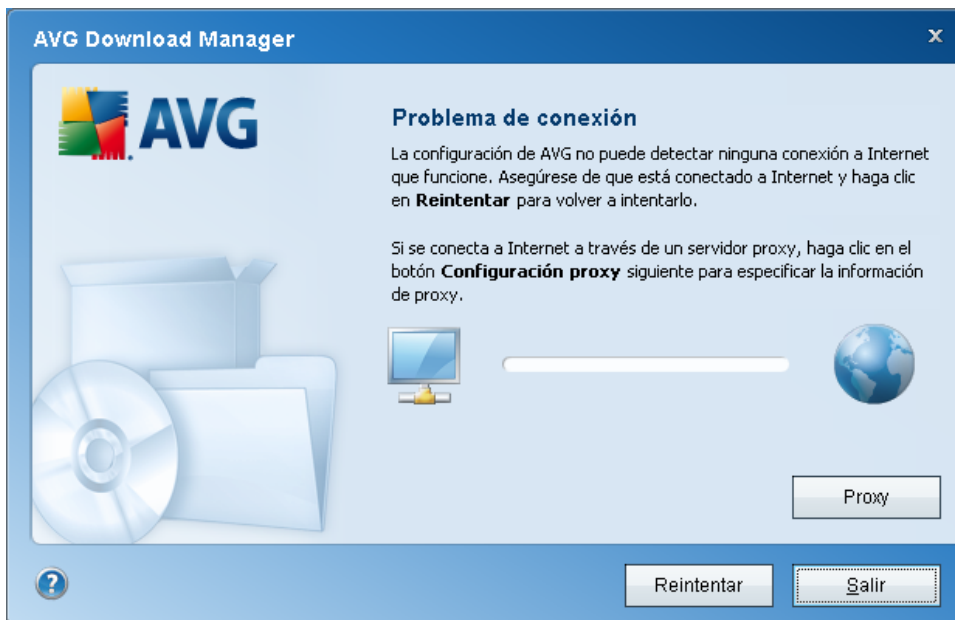 AVG Download Manager
x
AVG
Problema de conexión
La configuración de AVG no puede detectar ninguna conexión a Internet
que funcione. Asegúrese de que está conectado a Internet y haga clic
en Reintentar para volver a intentarlo.
Si se conecta a Internet a través de un servidor proxy, haga clic en el
botón Configuración proxy siguiente para especificar la información
de proxy.
Proxy
?
Reintentar
Salir